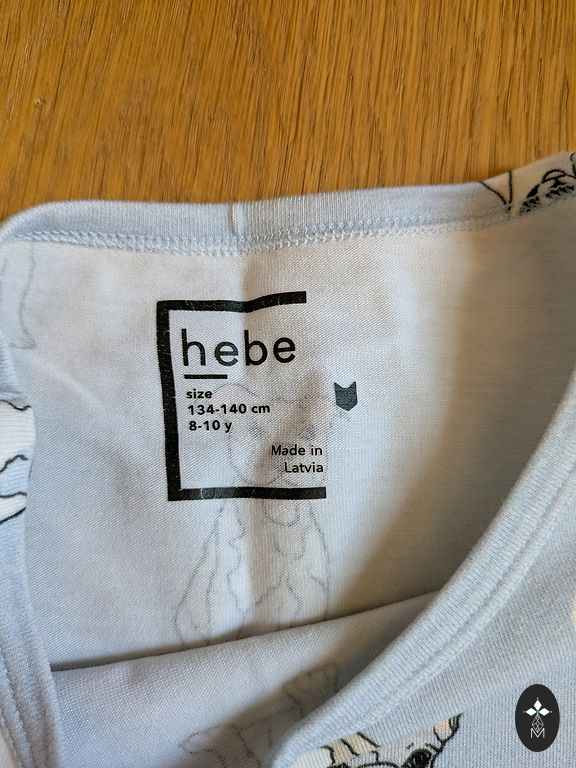 hebe
size
134-140 cm
8-10 y
Made in
Latvia
M